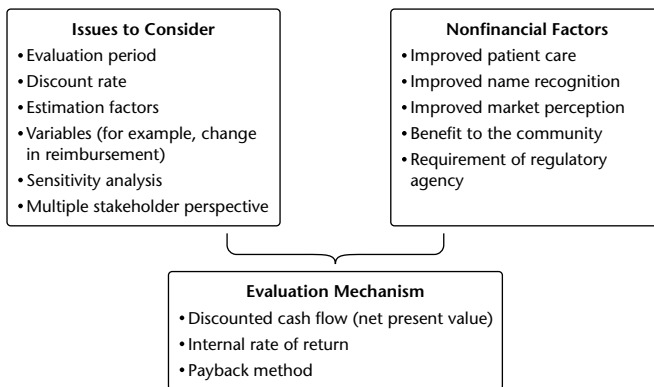 Issues to Consider
• Evaluation period
• Discount rate
• Estimation factors
• Variables (for example, change
in reimbursement)
• Sensitivity analysis
• Multiple stakeholder perspective
Nonfinancial Factors
• Improved patient care
• Improved name recognition
• Improved market perception
• Benefit to the community
• Requirement of regulatory
agency
Evaluation Mechanism
• Discounted cash flow (net present value)
• Internal rate of return
• Payback method